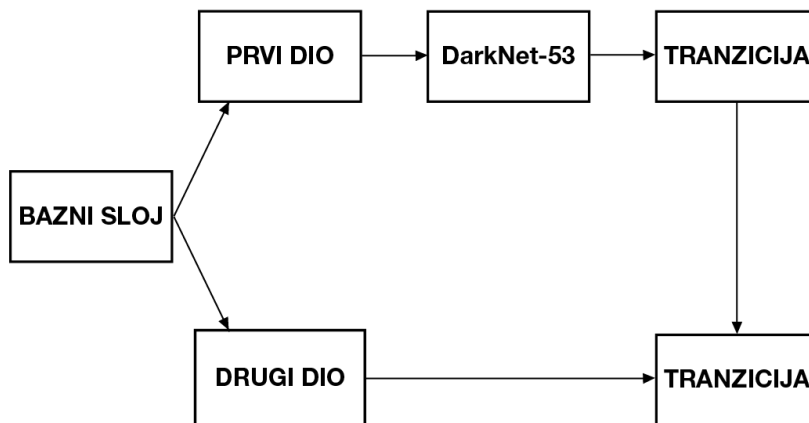 PRVI DIO
DarkNet-53
TRANZICIJA
BAZNI SLOJ
DRUGI DIO
TRANZICIJA